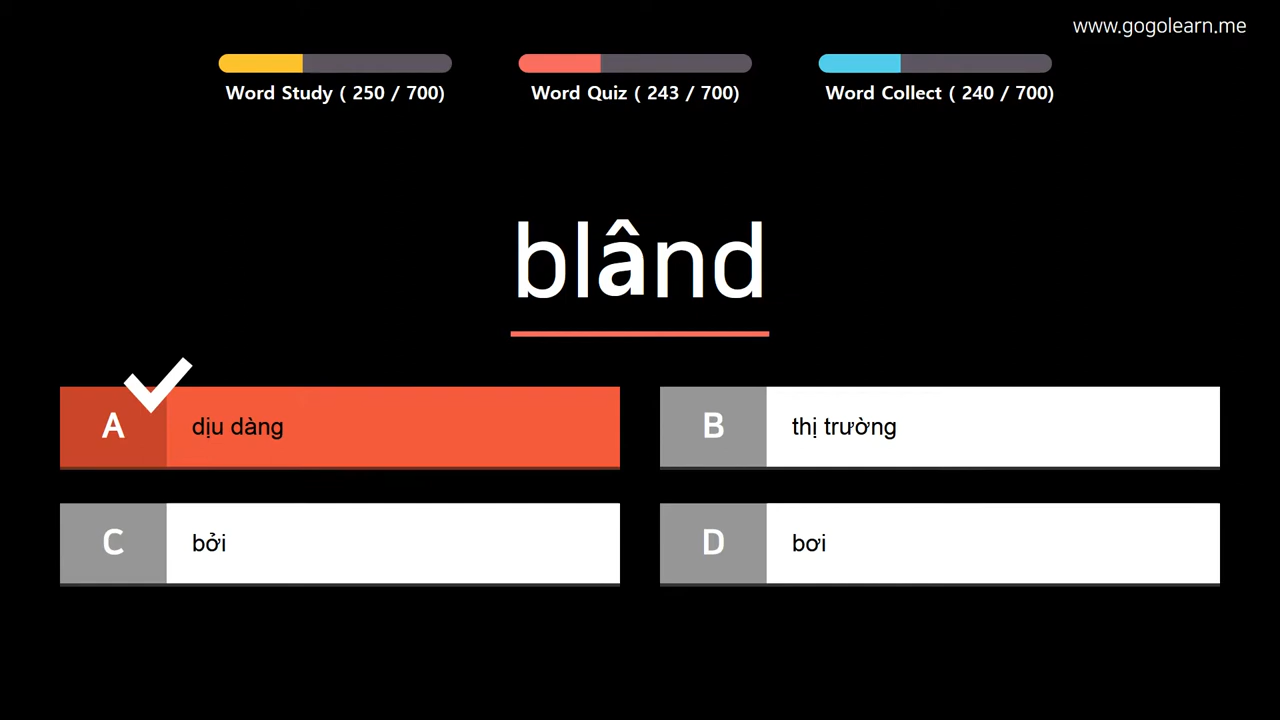 www.gogolearn.me
Word Study ( 250 / 700)
Word Quiz ( 243 / 700)
Word Collect ( 240 / 700)
blând
A dịu dàng
B thị trường
C bởi
D bơi